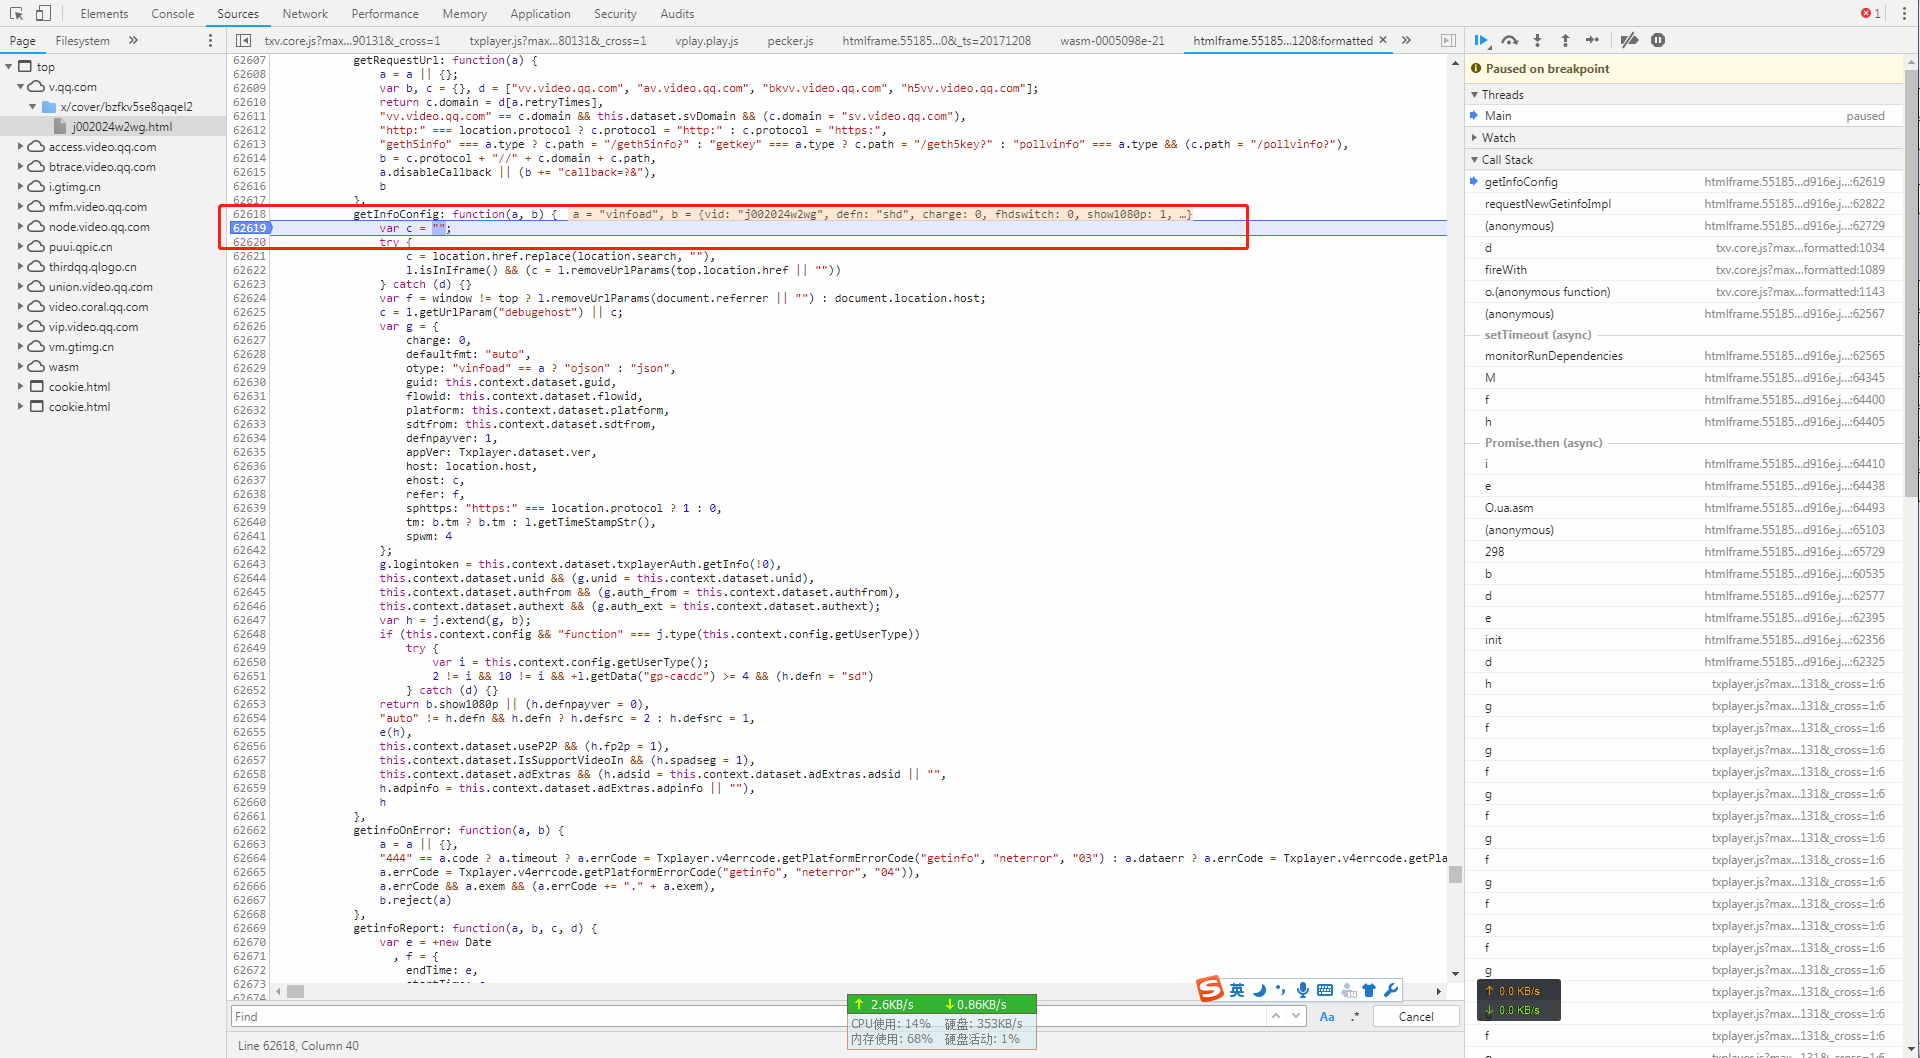 Elements Console Sources Network Performance Memory Application Security Audits 1
Page Filesystem »
txv.core.js?max...90131&_cross=1 txplayer.js?max...80131&_cross=1 vplay.play.js pecker.js htmlframe.55185...0&_ts=20171208 wasm-0005098e-21 htmlframe.55185...1208:formatted × »
top
v.qq.com
x/cover/bzfkv5se8qaqel2
j002024w2wg.html
access.video.qq.com
btrace.video.qq.com
i.gtimg.cn
mfm.video.qq.com
node.video.qq.com
puui.qpic.cn
thirdqq.qlogo.cn
union.video.qq.com
video.coral.qq.com
vip.video.qq.com
vm.gtimg.cn
wasm
cookie.html
cookie.html
62607 getRequestUrl: function(a) {
62608 a = a || {};
62609 var b, c = {}, d = ["vv.video.qq.com", "av.video.qq.com", "bkvv.video.qq.com", "h5vv.video.qq.com"];
62610 return c.domain = d[a.retryTimes],
62611 "vv.video.qq.com" == c.domain && this.dataset.svDomain && (c.domain = "sv.video.qq.com"),
62612 "http:" === location.protocol ? c.protocol = "http:" : c.protocol = "https:",
62613 "geth5info" === a.type ? c.path = "/geth5info?" : "getkey" === a.type ? c.path = "/geth5key?" : "pollvinfo" === a.type && (c.path = "/pollvinfo?"),
62614 b = c.protocol + "//" + c.domain + c.path,
62615 a.disableCallback || (b += "callback=?&"),
62616 b
62617 },
62618 getInfoConfig: function(a, b) { a = "vinfoad", b = {vid: "j002024w2wg", defn: "shd", charge: 0, fhdswitch: 0, show1080p: 1, …}
62619 var c = "";
62620 try {
62621 c = location.href.replace(location.search, ""),
62622 l.isInIframe() && (c = l.removeUrlParams(top.location.href || ""))
62623 } catch (d) {}
62624 var f = window != top ? l.removeUrlParams(document.referrer || "") : document.location.host;
62625 c = l.getUrlParam("debugehost") || c;
62626 var g = {
62627 charge: 0,
62628 defaultfmt: "auto",
62629 otype: "vinfoad" == a ? "ojson" : "json",
62630 guid: this.context.dataset.guid,
62631 flowid: this.context.dataset.flowid,
62632 platform: this.context.dataset.platform,
62633 sdtfrom: this.context.dataset.sdtfrom,
62634 defnpayver: 1,
62635 appVer: Txplayer.dataset.ver,
62636 host: location.host,
62637 ehost: c,
62638 refer: f,
62639 sphttps: "https:" === location.protocol ? 1 : 0,
62640 tm: b.tm ? b.tm : l.getTimeStampStr(),
62641 spwm: 4
62642 };
62643 g.logintoken = this.context.dataset.txplayerAuth.getInfo(!0),
62644 this.context.dataset.unid && (g.unid = this.context.dataset.unid),
62645 this.context.dataset.authfrom && (g.auth_from = this.context.dataset.authfrom),
62646 this.context.dataset.authext && (g.auth_ext = this.context.dataset.authext);
62647 var h = j.extend(g, b);
62648 if (this.context.config && "function" === j.type(this.context.config.getUserType))
62649 try {
62650 var i = this.context.config.getUserType();
62651 2 != i && 10 != i && +l.getData("gp-cacdc") >= 4 && (h.defn = "sd")
62652 } catch (d) {}
62653 return b.show1080p || (h.defnpayver = 0),
62654 "auto" != h.defn && h.defn ? h.defsrc = 2 : h.defsrc = 1,
62655 e(h),
62656 this.context.dataset.useP2P && (h.fp2p = 1),
62657 this.context.dataset.IsSupportVideoIn && (h.spadseg = 1),
62658 this.context.dataset.adExtras && (h.adsid = this.context.dataset.adExtras.adsid || "",
62659 h.adpinfo = this.context.dataset.adExtras.adpinfo || ""),
62660 h
62661 },
62662 getinfoOnError: function(a, b) {
62663 a = a || {},
62664 "444" == a.code ? a.timeout ? a.errCode = Txplayer.v4errcode.getPlatformErrorCode("getinfo", "neterror", "03") : a.dataerr ? a.errCode = Txplayer.v4errcode.getPla
62665 a.errCode = Txplayer.v4errcode.getPlatformErrorCode("getinfo", "neterror", "04")),
62666 a.errCode && a.exem && (a.errCode += "." + a.exem),
62667 b.reject(a)
62668 },
62669 getinfoReport: function(a, b, c, d) {
62670 var e = +new Date
62671 , f = {
62672 endTime: e,
62673
62674
Find Aa .* Cancel
Line 62618, Column 40
英
2.6KB/s 0.86KB/s
CPU使用: 14% 硬盘: 353KB/s
内存使用: 68% 硬盘活动: 1%
Paused on breakpoint
Threads
Main paused
Watch
Call Stack
getInfoConfig htmlframe.55185...d916e.j...:62619
requestNewGetinfoImpl htmlframe.55185...d916e.j...:62822
(anonymous) htmlframe.55185...d916e.j...:62729
d txv.core.js?max...formatted:1034
fireWith txv.core.js?max...formatted:1089
o.(anonymous function) txv.core.js?max...formatted:1143
(anonymous) htmlframe.55185...d916e.j...:62567
setTimeout (async)
monitorRunDependencies htmlframe.55185...d916e.j...:62565
M htmlframe.55185...d916e.j...:64345
f htmlframe.55185...d916e.j...:64400
h htmlframe.55185...d916e.j...:64405
Promise.then (async)
i htmlframe.55185...d916e.j...:64410
e htmlframe.55185...d916e.j...:64438
O.ua.asm htmlframe.55185...d916e.j...:64493
(anonymous) htmlframe.55185...d916e.j...:65103
298 htmlframe.55185...d916e.j...:65729
b htmlframe.55185...d916e.j...:60535
d htmlframe.55185...d916e.j...:62577
e htmlframe.55185...d916e.j...:62395
init htmlframe.55185...d916e.j...:62356
d htmlframe.55185...d916e.j...:62325
h txplayer.js?max...131&_cross=1:6
g txplayer.js?max...131&_cross=1:6
f txplayer.js?max...131&_cross=1:6
g txplayer.js?max...131&_cross=1:6
f txplayer.js?max...131&_cross=1:6
g txplayer.js?max...131&_cross=1:6
f txplayer.js?max...131&_cross=1:6
g txplayer.js?max...131&_cross=1:6
f txplayer.js?max...131&_cross=1:6
g txplayer.js?max...131&_cross=1:6
f txplayer.js?max...131&_cross=1:6
g txplayer.js?max...131&_cross=1:6
f txplayer.js?max...131&_cross=1:6
g txplayer.js?max...131&_cross=1:6
0.0 KB/s txplayer.js?max...131&_cross=1:6
0.0 KB/s txplayer.js?max...131&_cross=1:6
f txplayer.js?max...131&_cross=1:6